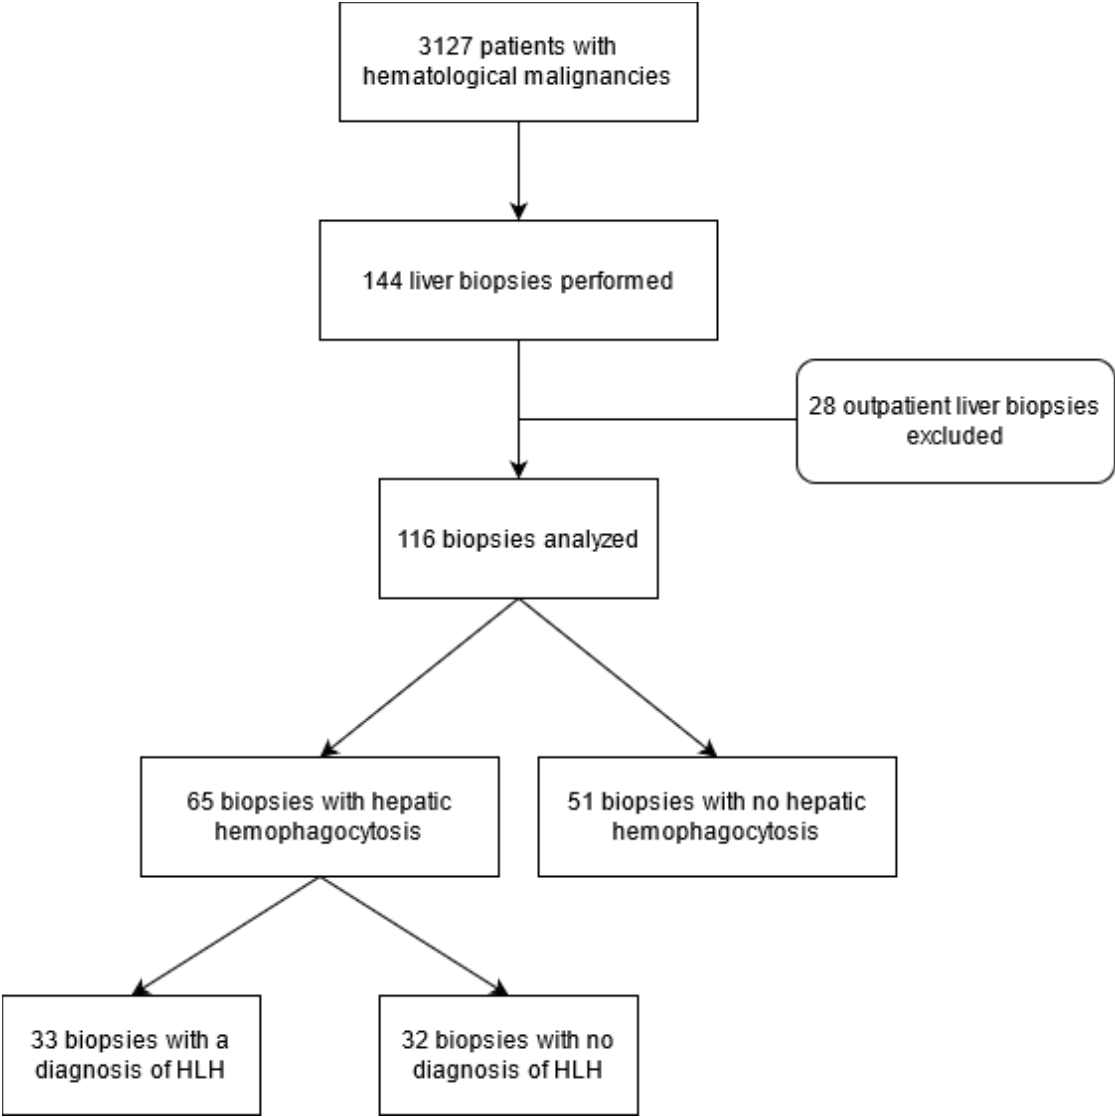 3127 patients with
hematological malignancies
144 liver biopsies performed
28 outpatient liver biopsies
excluded
116 biopsies analyzed
65 biopsies with hepatic
hemophagocytosis
51 biopsies with no hepatic
hemophagocytosis
33 biopsies with a
diagnosis of HLH
32 biopsies with no
diagnosis of HLH